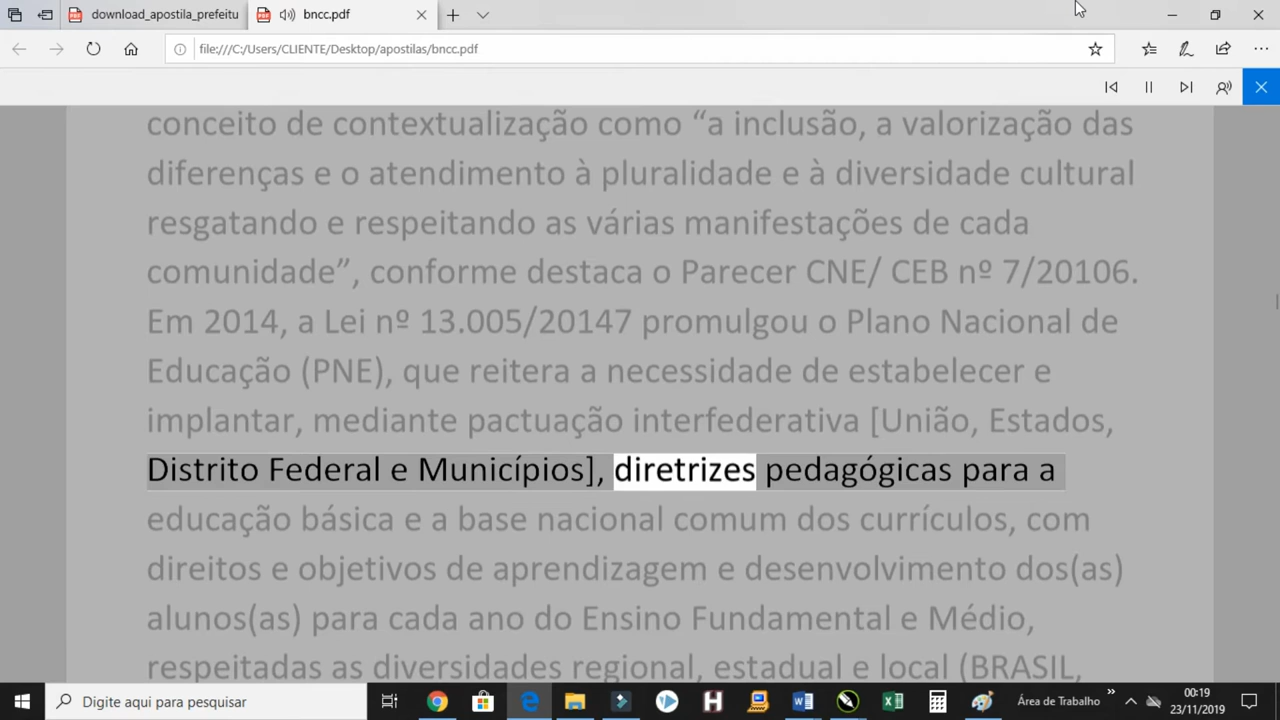 download_apostila_prefeitu
bncc.pdf
file:///C:/Users/CLIENTE/Desktop/apostilas/bncc.pdf
conceito de contextualização como “a inclusão, a valorização das
diferenças e o atendimento à pluralidade e à diversidade cultural
resgatando e respeitando as várias manifestações de cada
comunidade”, conforme destaca o Parecer CNE/ CEB nº 7/20106.
Em 2014, a Lei nº 13.005/20147 promulgou o Plano Nacional de
Educação (PNE), que reitera a necessidade de estabelecer e
implantar, mediante pactuação interfederativa [União, Estados,
Distrito Federal e Municípios], diretrizes pedagógicas para a
educação básica e a base nacional comum dos currículos, com
direitos e objetivos de aprendizagem e desenvolvimento dos(as)
alunos(as) para cada ano do Ensino Fundamental e Médio,
respeitadas as diversidades regional, estadual e local (BRASIL,
Digite aqui para pesquisar
Área de Trabalho
00:19
23/11/2019